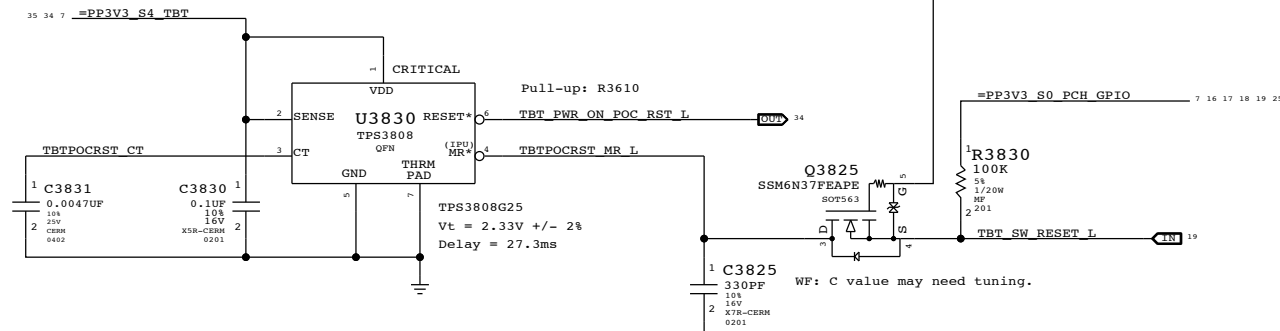 35 34 7 =PP3V3_S4_TBT
1
CRITICAL
VDD
Pull-up: R3610
=PP3V3_S0_PCH_GPIO
7 16 17 18 19 25
2 SENSE
U3830
RESET* 6
TBT_PWR_ON_POC_RST_L
OUT 34
TPS3808
QFN
(IPU)
TBTPOCRST_CT
3 CT
MR* 4
TBTPOCRST_MR_L
THRM
PAD
GND
5
7
1 C3831
0.0047UF
10%
25V
CERM
0402
2
C3830 1
0.1UF
10%
16V
X5R-CERM
0201
2
TPS3808G25
Vt = 2.33V +/- 2%
Delay = 27.3ms
Q3825
SSM6N37FEAPE
SOT563
5
G
D
3
S
4
1
R3830
100K
5%
1/20W
MF
201
2
TBT_SW_RESET_L
IN 19
1 C3825
330PF
10%
16V
X7R-CERM
0201
2
WF: C value may need tuning.